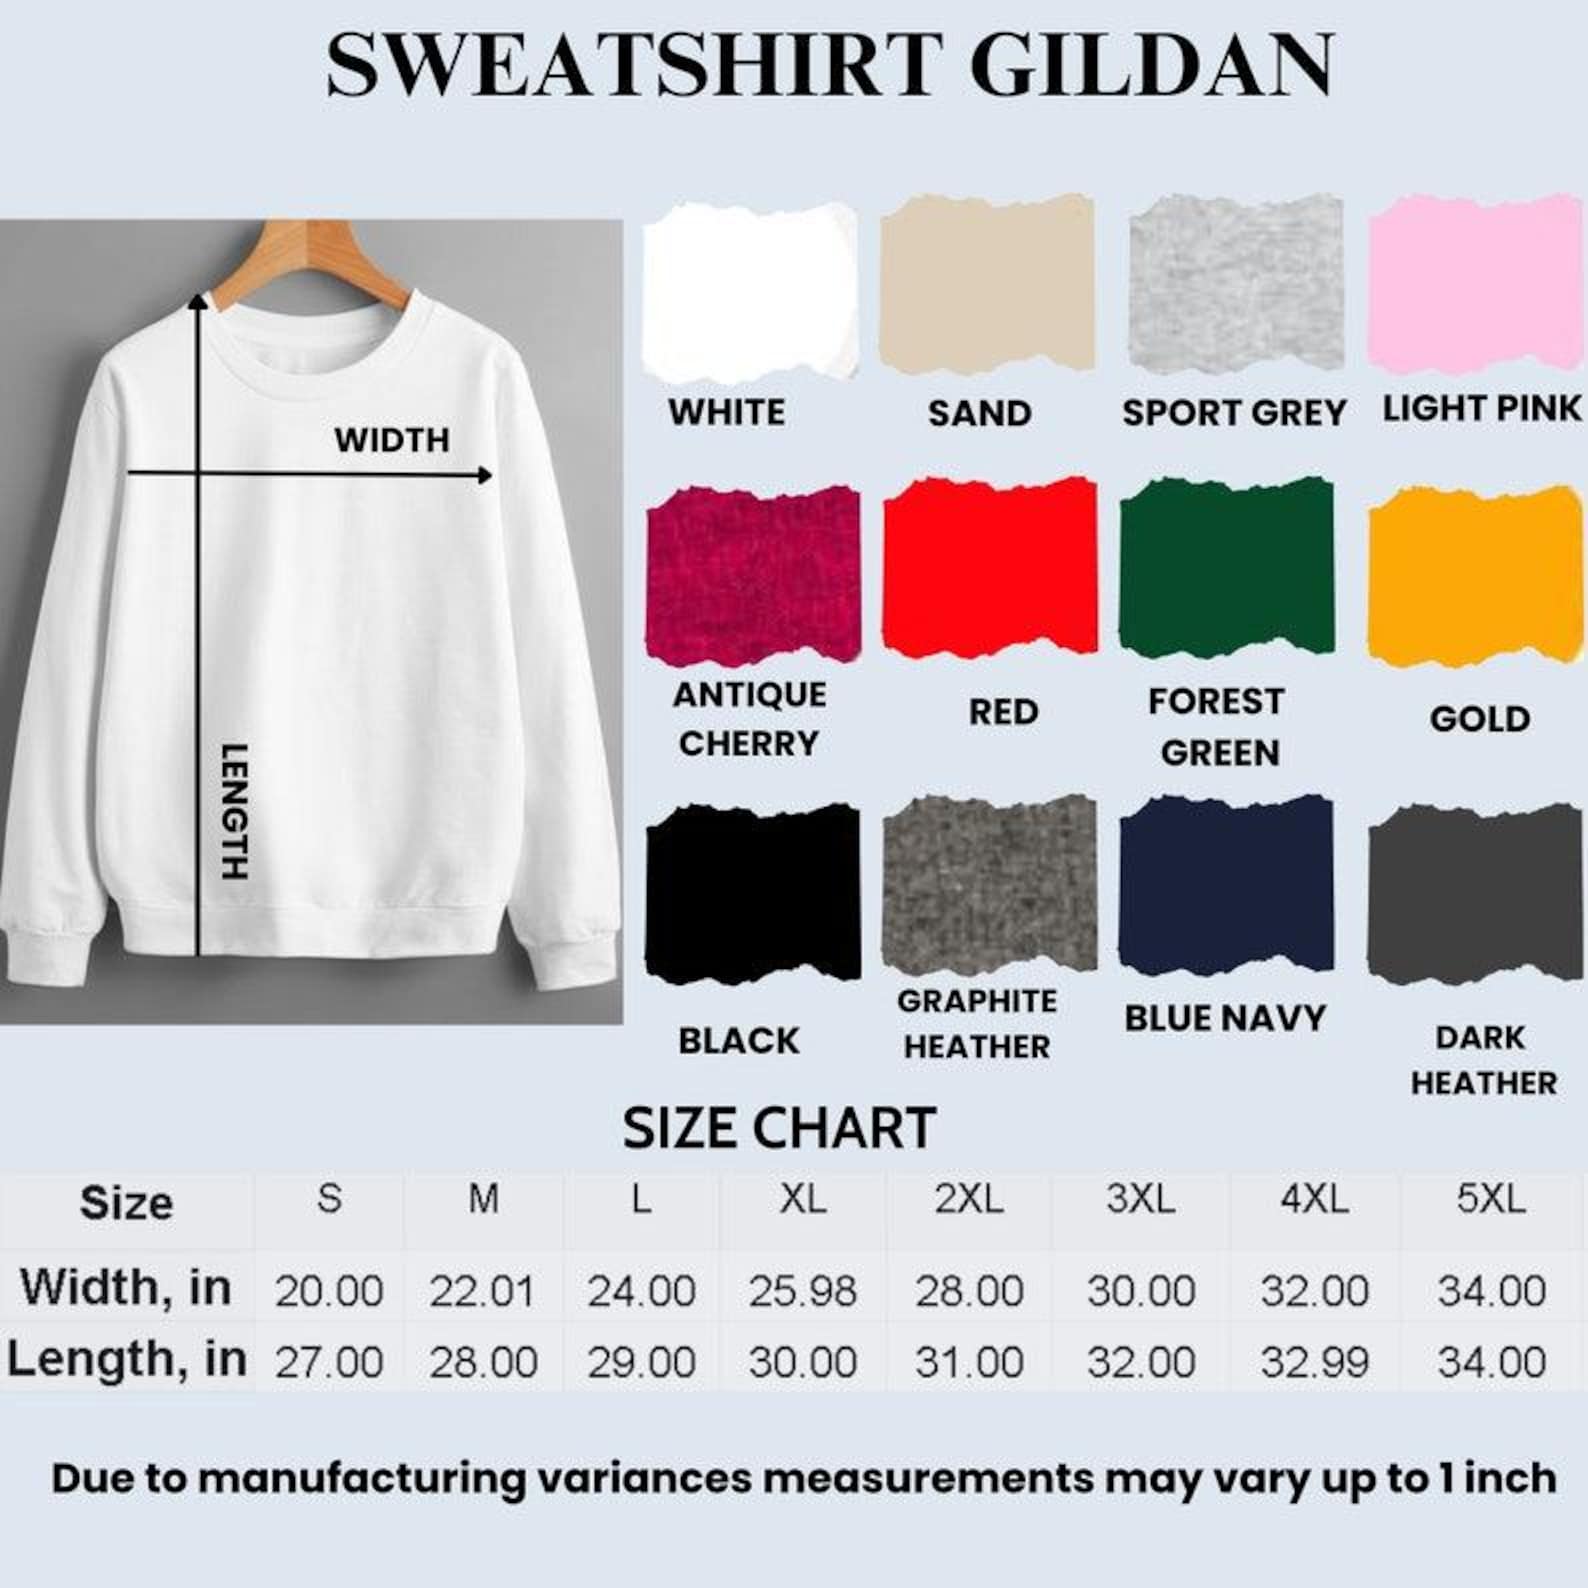 SWEATSHIRT GILDAN
WIDTH
LENGTH
WHITE
SAND
SPORT GREY
LIGHT PINK
ANTIQUE
CHERRY
RED
FOREST
GREEN
GOLD
BLACK
GRAPHITE
HEATHER
BLUE NAVY
DARK
HEATHER
SIZE CHART
Size S M L XL 2XL 3XL 4XL 5XL
Width, in 20.00 22.01 24.00 25.98 28.00 30.00 32.00 34.00
Length, in 27.00 28.00 29.00 30.00 31.00 32.00 32.99 34.00
Due to manufacturing variances measurements may vary up to 1 inch